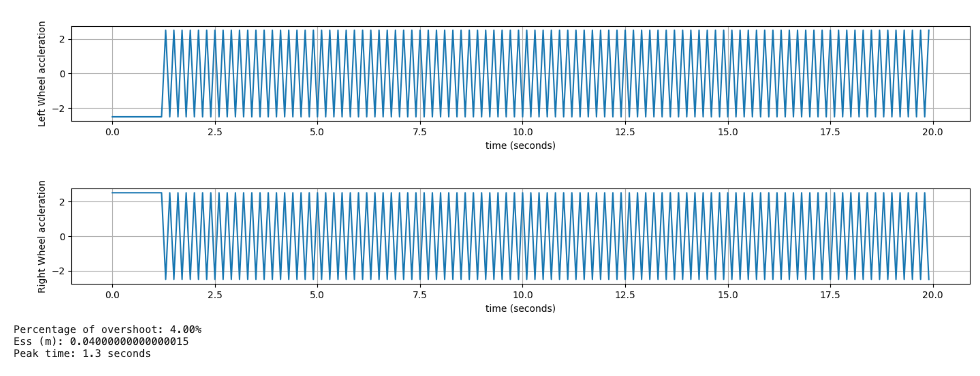 Left Wheel accleration
2
0
−2
0.0 2.5 5.0 7.5 10.0 12.5 15.0 17.5 20.0
time (seconds)
Right Wheel accleration
2
0
−2
0.0 2.5 5.0 7.5 10.0 12.5 15.0 17.5 20.0
time (seconds)
Percentage of overshoot: 4.00%
Ess (m): 0.04000000000000015
Peak time: 1.3 seconds